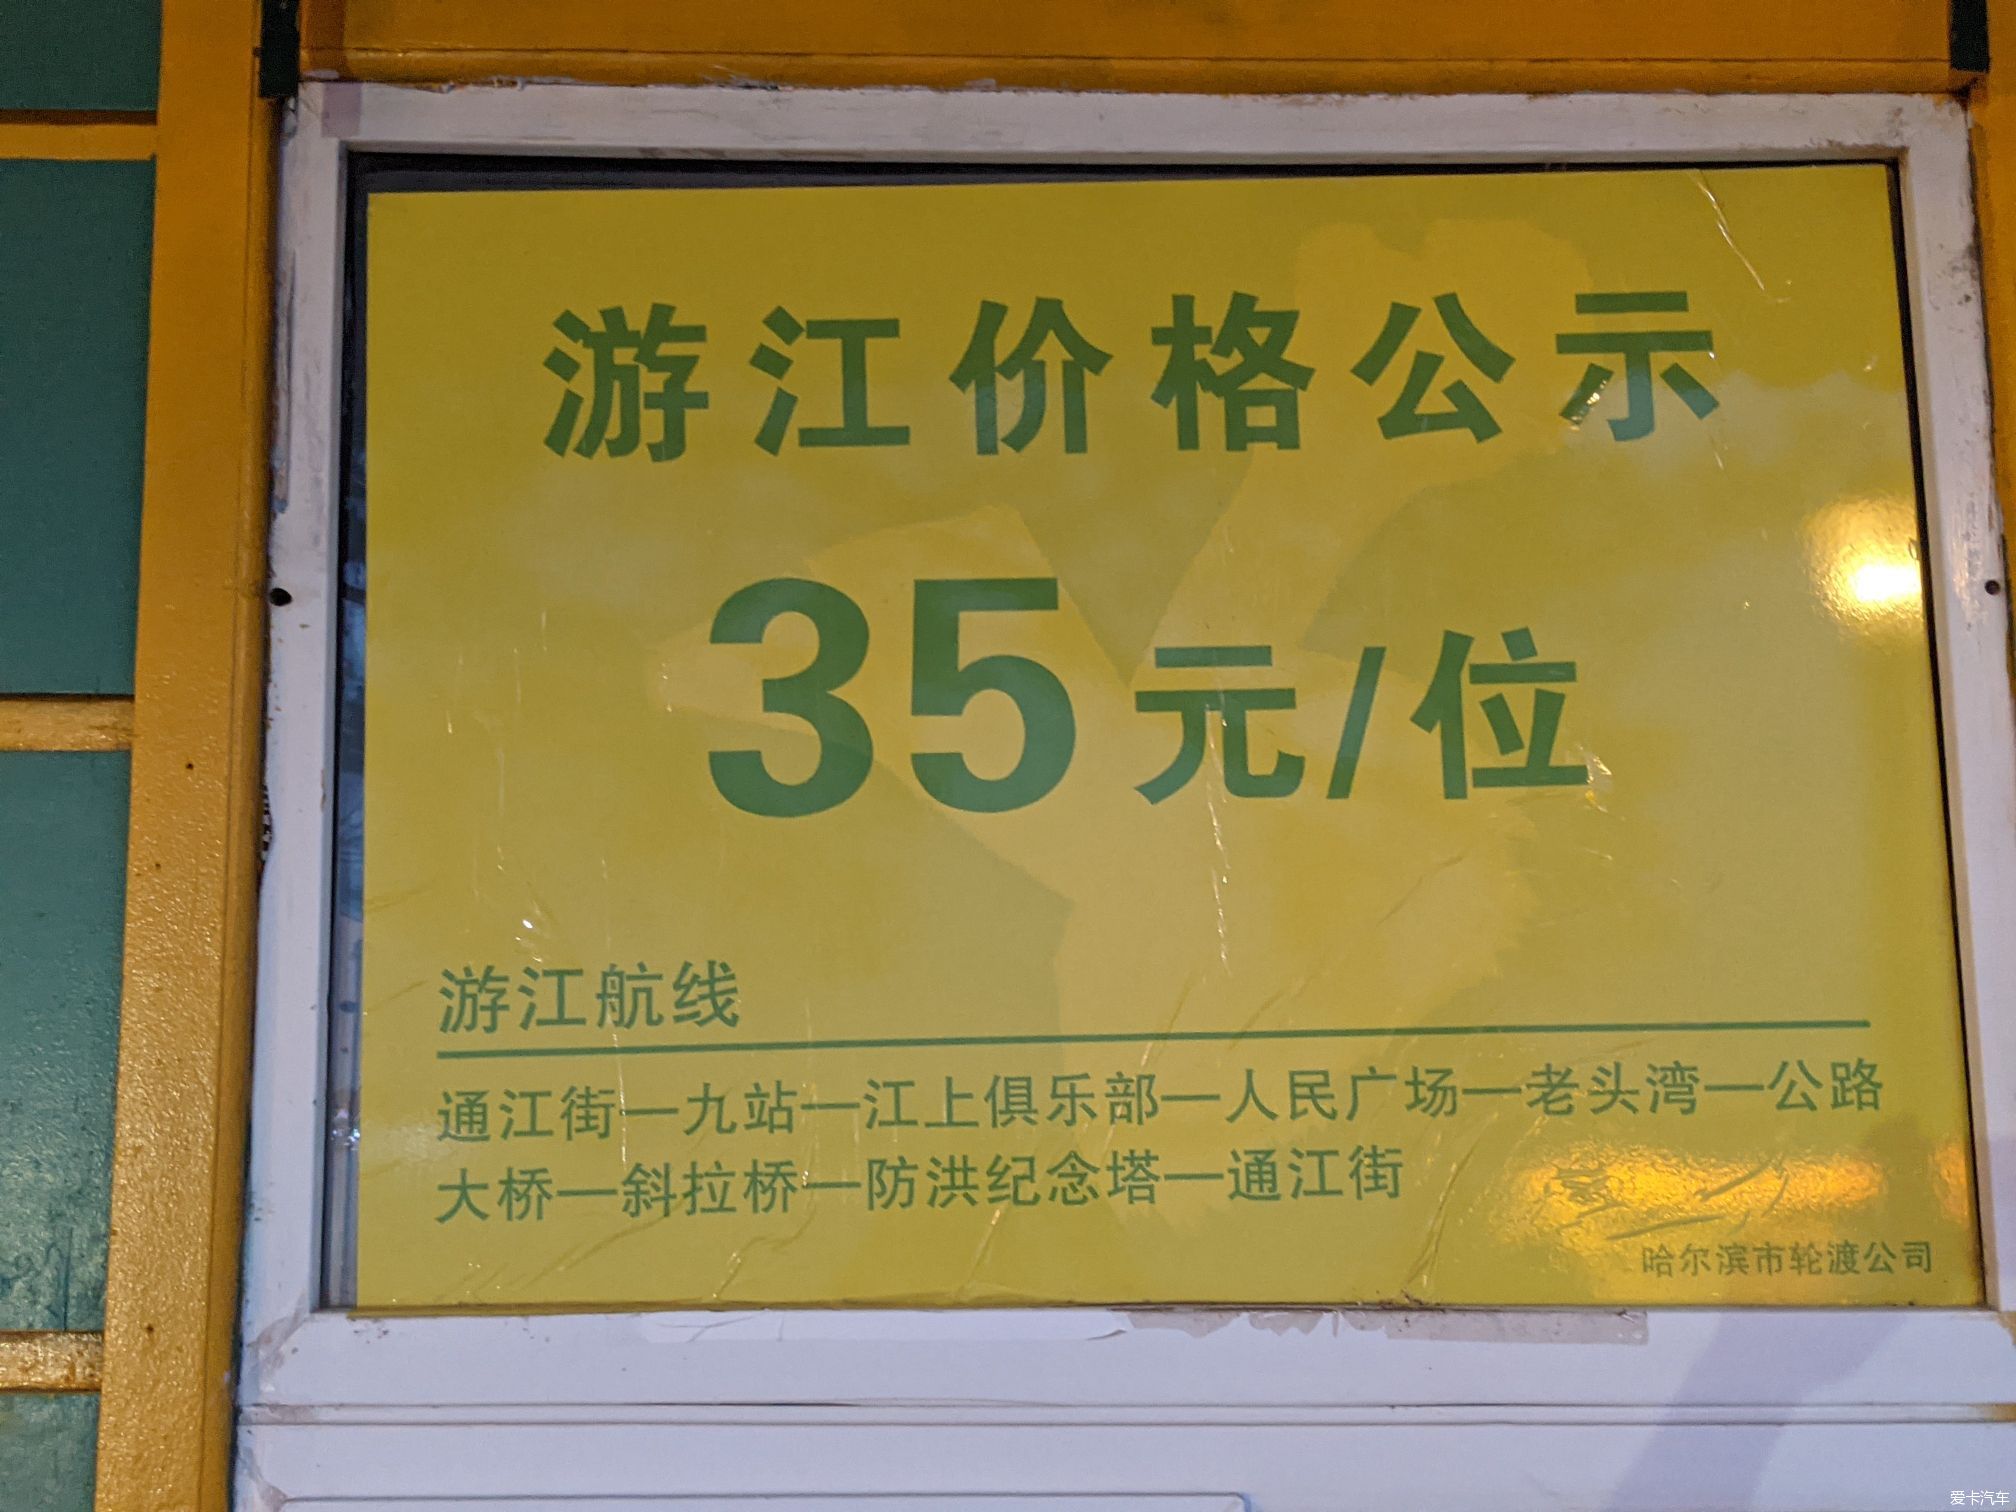 游江价格公示
35元/位
游江航线
通江街—九站—江上俱乐部—人民广场—老头湾—公路
大桥—斜拉桥—防洪纪念塔—通江街
哈尔滨市轮渡公司
爱卡汽车